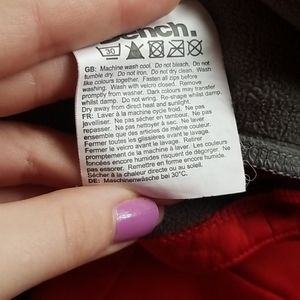 Bench.
30
GB: Machine wash cool. Do not bleach. Do not
tumble dry. Do not iron. Do not dry clean. Wash
like colours together. Fasten all zips before
washing. Wash with velcro closed. Remove
promptly from washer. Dark colours may transfer
whilst damp. Do not wring. Re-shape whilst damp.
Dry away from direct heat and sunlight.
FR: Laver à la machine cycle froid. Ne pas
javelliser. Ne pas sécher en tambour. Ne pas
repasser. Ne pas nettoyer à sec. Laver
ensemble des articles de même couleur.
Fermer toutes les glissières avant le lavage.
Fermer le velcro avant le lavage. Retirer
promptement de la machine à laver. Les couleurs
foncées encore humides risquent de dégorger. Ne
pas essorer. Remettre en forme encore humide.
Sécher à la chaleur directe ou au soleil.
DE: Maschinenwäsche bei 30°C.